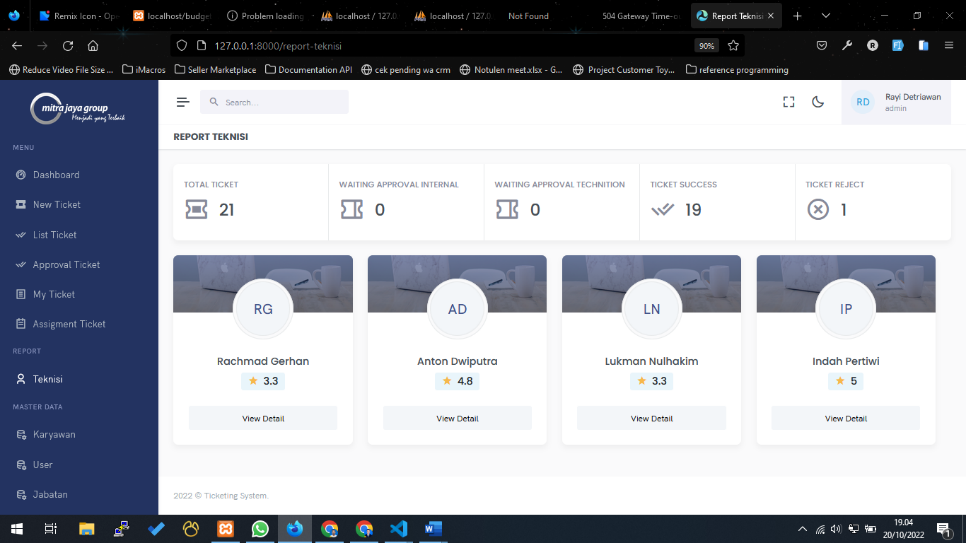 Remix Icon - Ope
localhost/budget
Problem loading
localhost / 127.0
localhost / 127.0
Not Found
504 Gateway Time-o
Report Teknisi
127.0.0.1:8000/report-teknisi
90%
Reduce Video File Size ...
iMacros
Seller Marketplace
Documentation API
cek pending wa crm
Notulen meet.xlsx - G...
Project Customer Toy...
reference programming
mitra jaya group
Menjadi yang Terbaik
Search...
RD
Rayi Detriawan
admin
MENU
Dashboard
New Ticket
List Ticket
Approval Ticket
My Ticket
Assigment Ticket
REPORT
Teknisi
MASTER DATA
Karyawan
User
Jabatan
REPORT TEKNISI
TOTAL TICKET
21
WAITING APPROVAL INTERNAL
0
WAITING APPROVAL TECHNITION
0
TICKET SUCCESS
19
TICKET REJECT
1
RG
Rachmad Gerhan
3.3
View Detail
AD
Anton Dwiputra
4.8
View Detail
LN
Lukman Nulhakim
3.3
View Detail
IP
Indah Pertiwi
5
View Detail
2022 © Ticketing System.
19.04
20/10/2022
1